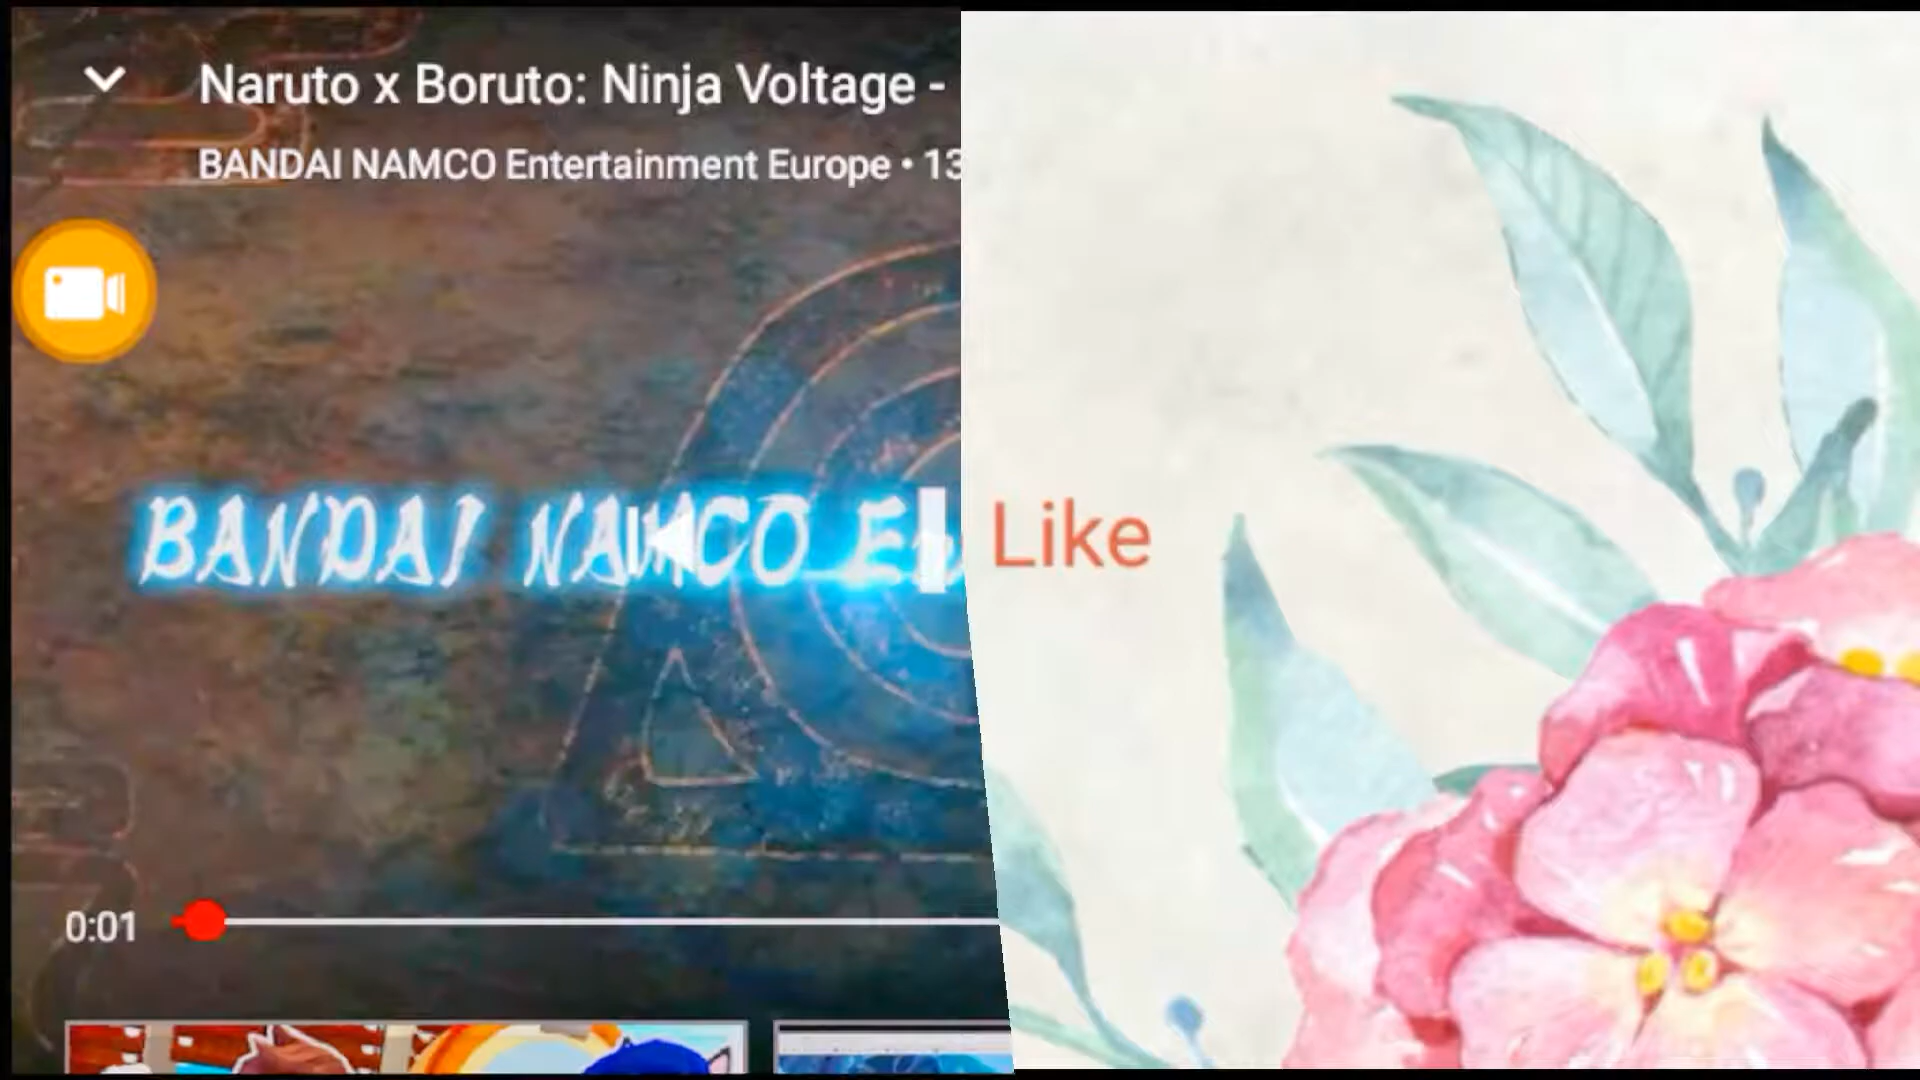 Naruto x Boruto: Ninja Voltage -
BANDAI NAMCO Entertainment Europe • 13
BANDAI NAMCO
Like
0:01